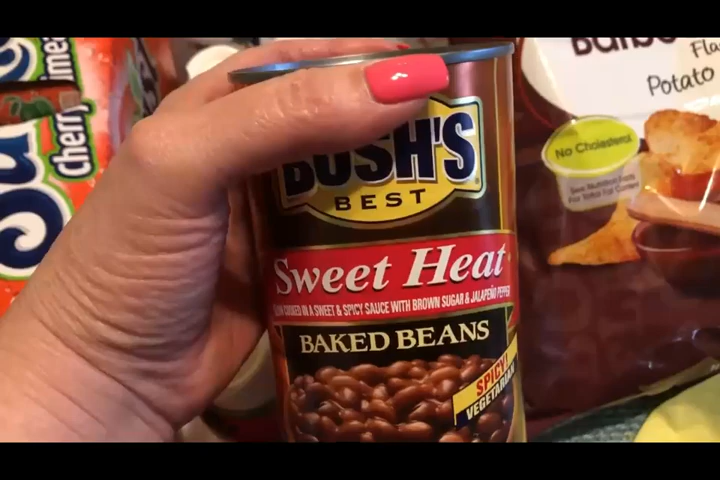 BUSH'S
BEST
Sweet Heat
COOKED IN A SWEET & SPICY SAUCE WITH BROWN SUGAR & JALAPEÑO PEPPER
BAKED BEANS
SPICY!
VEGETARIAN
cherry
lime
Potato
No Cholesterol
See Nutrition Facts
For Total Fat Content